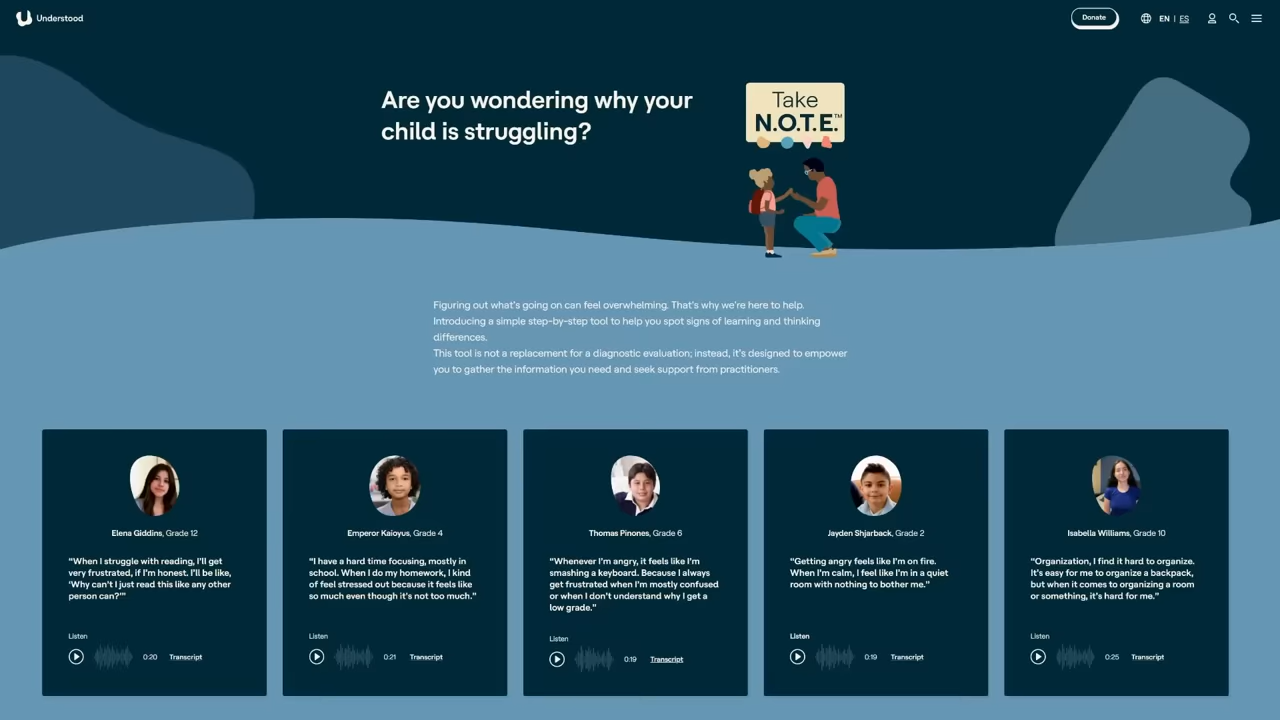 Understood
Donate
EN | ES
Are you wondering why your
child is struggling?
Take
N.O.T.E.™
Figuring out what's going on can feel overwhelming. That's why we're here to help.
Introducing a simple step-by-step tool to help you spot signs of learning and thinking
differences.
This tool is not a replacement for a diagnostic evaluation; instead, it's designed to empower
you to gather the information you need and seek support from practitioners.
Elena Giddins, Grade 12
"When I struggle with reading, I'll get
very frustrated, if I'm honest. I'll be like,
'Why can't I just read this like any other
person can?'"
Listen
0:20 Transcript
Emperor Kaioyus, Grade 4
"I have a hard time focusing, mostly in
school. When I do my homework, I kind
of feel stressed out because it feels like
so much even though it's not too much."
Listen
0:21 Transcript
Thomas Pinones, Grade 6
"Whenever I'm angry, it feels like I'm
smashing a keyboard. Because I always
get frustrated when I'm mostly confused
or when I don't understand why I get a
low grade."
Listen
0:19 Transcript
Jayden Shjarback, Grade 2
"Getting angry feels like I'm on fire.
When I'm calm, I feel like I'm in a quiet
room with nothing to bother me."
Listen
0:19 Transcript
Isabella Williams, Grade 10
"Organization, I find it hard to organize.
It's easy for me to organize a backpack,
but when it comes to organizing a room
or something, it's hard for me."
Listen
0:25 Transcript